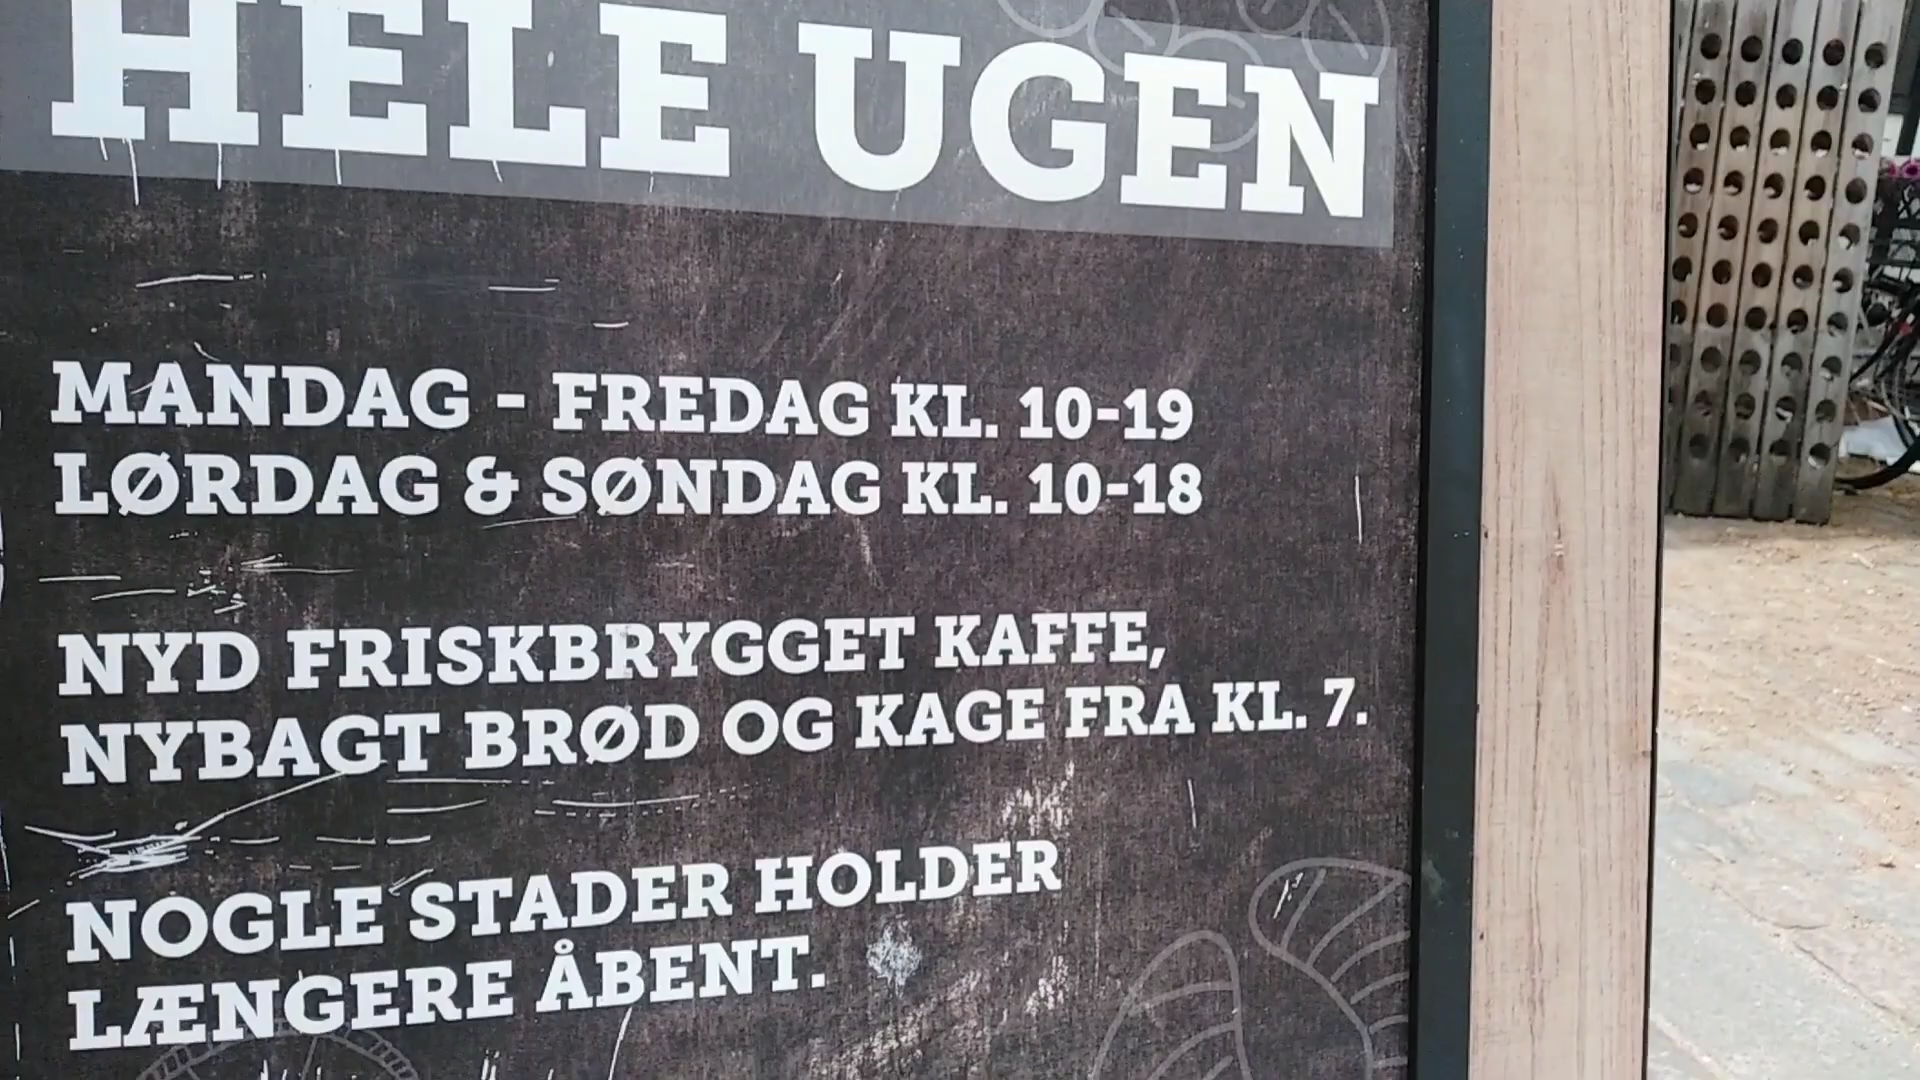 HELE UGEN
MANDAG - FREDAG KL. 10-19
LØRDAG & SØNDAG KL. 10-18
NYD FRISKBRYGGET KAFFE,
NYBAGT BRØD OG KAGE FRA KL. 7.
NOGLE STADER HOLDER
LÆNGERE ÅBENT.